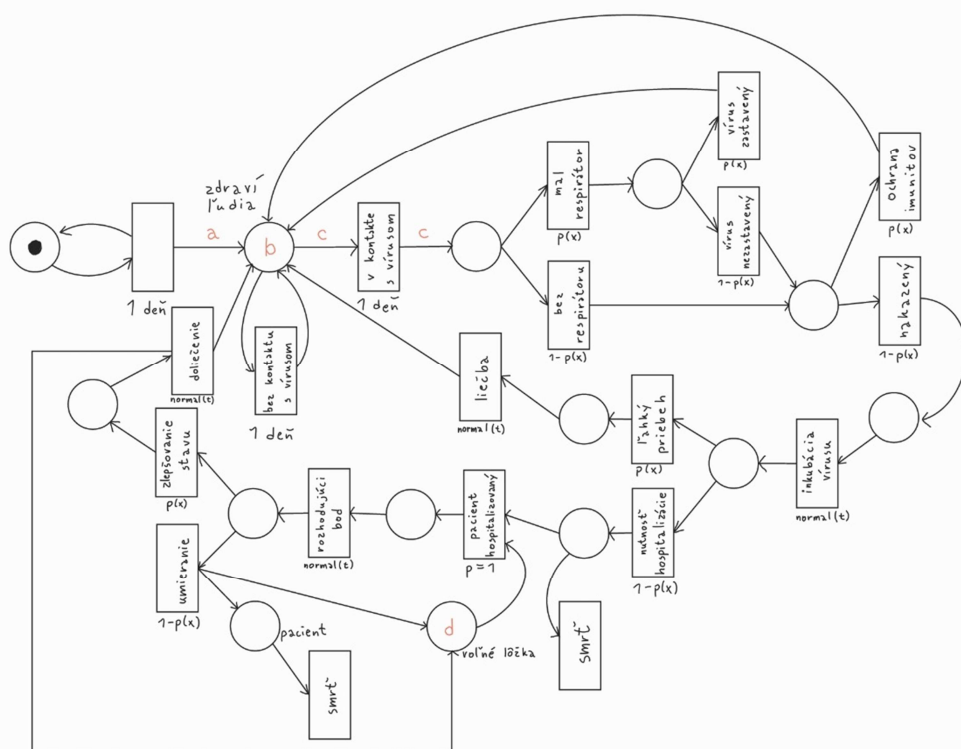 vírus
zastavený
p(x)
ochrana
imunitov
p(x)
mal
respirátor
p(x)
zdraví
ľudia
a
b
c
v kontakte
s vírusom
1 deň
c
vírus
nezastavený
1-p(x)
1 deň
bez
respirátoru
1-p(x)
nakazený
1-p(x)
doliečenie
normal(t)
bez kontaktu
s vírusom
1 deň
liečba
normal(t)
ľahký
priebeh
p(x)
inkubácia
vírusu
normal(t)
zlepšovanie
stavu
p(x)
rozhodujúci
bod
normal(t)
pacient
hospitalizovaný
p=1
nutnosť
hospitalizácie
1-p(x)
umieranie
1-p(x)
pacient
d
voľné lôžka
smrť
smrť